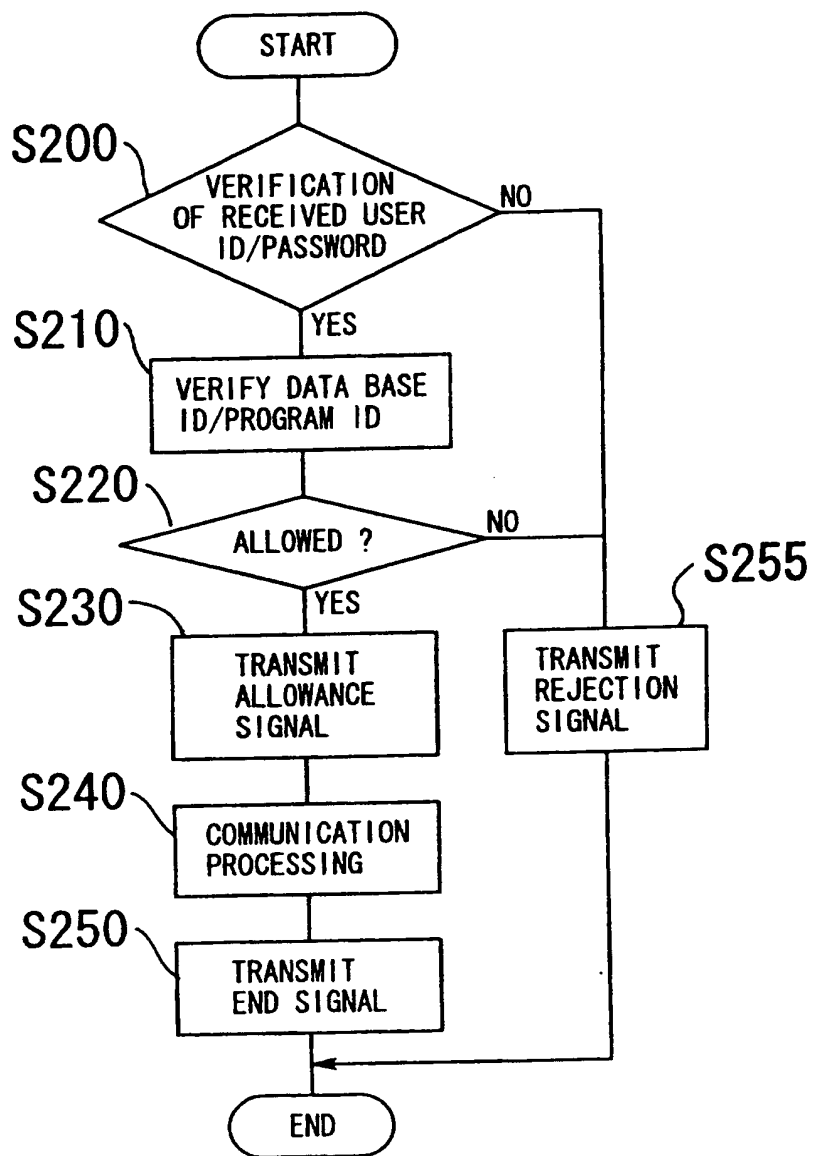 START
S200
VERIFICATION
OF RECEIVED USER
ID/PASSWORD
NO
YES
S210
VERIFY DATA BASE
ID/PROGRAM ID
S220
ALLOWED ?
NO
YES
S255
S230
TRANSMIT
ALLOWANCE
SIGNAL
TRANSMIT
REJECTION
SIGNAL
S240
COMMUNICATION
PROCESSING
S250
TRANSMIT
END SIGNAL
END